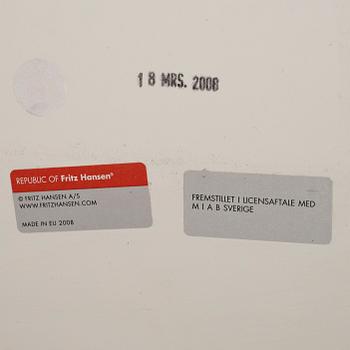 18 MRS. 2008
REPUBLIC OF Fritz Hansen®
© FRITZ HANSEN A/S
WWW.FRITZHANSEN.COM
MADE IN EU 2008
FREMSTILLET I LICENSAFTALE MED
M I A B SVERIGE